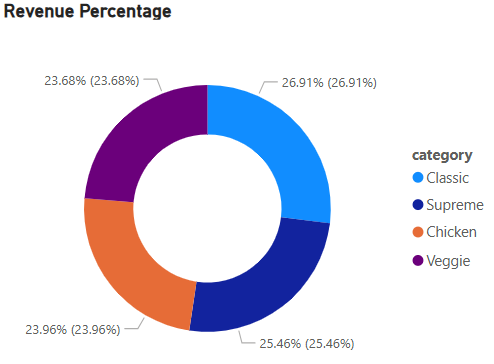 Revenue Percentage
23.68% (23.68%)
26.91% (26.91%)
category
Classic
Supreme
Chicken
Veggie
23.96% (23.96%)
25.46% (25.46%)